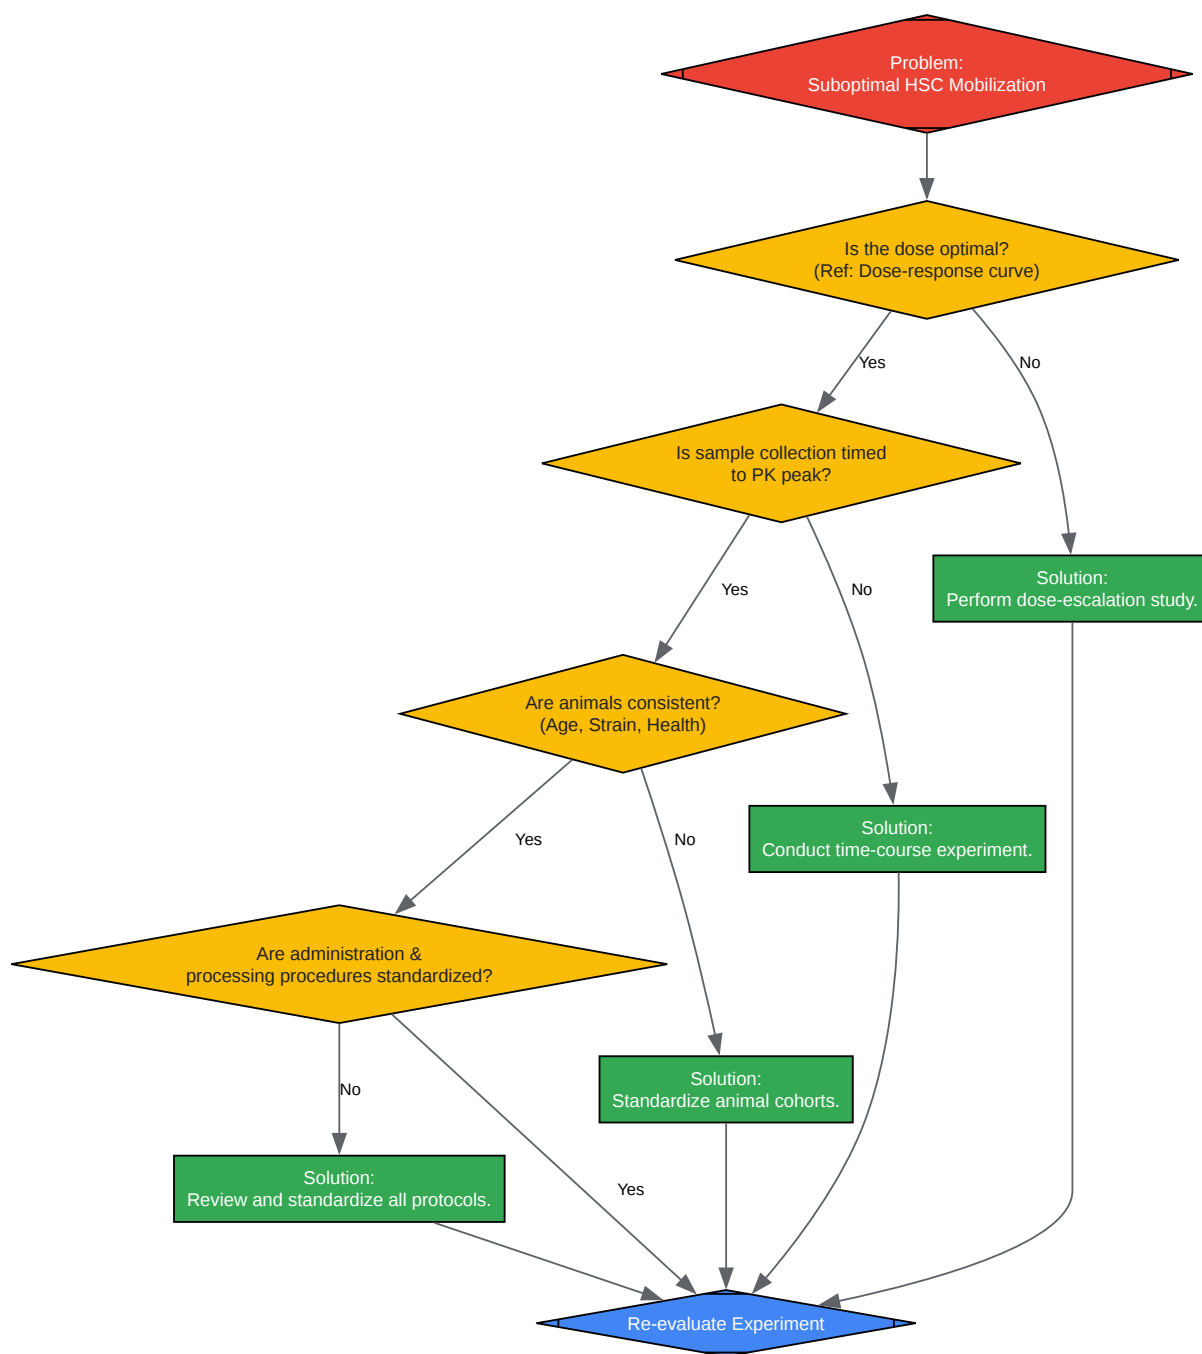 Problem:
Suboptimal HSC Mobilization
Is the dose optimal?
(Ref: Dose-response curve)
Yes
No
Is sample collection timed
to PK peak?
Solution:
Perform dose-escalation study.
Yes
No
Are animals consistent?
(Age, Strain, Health)
Solution:
Conduct time-course experiment.
Yes
No
Are administration &
processing procedures standardized?
Solution:
Standardize animal cohorts.
No
Yes
Solution:
Review and standardize all protocols.
Re-evaluate Experiment